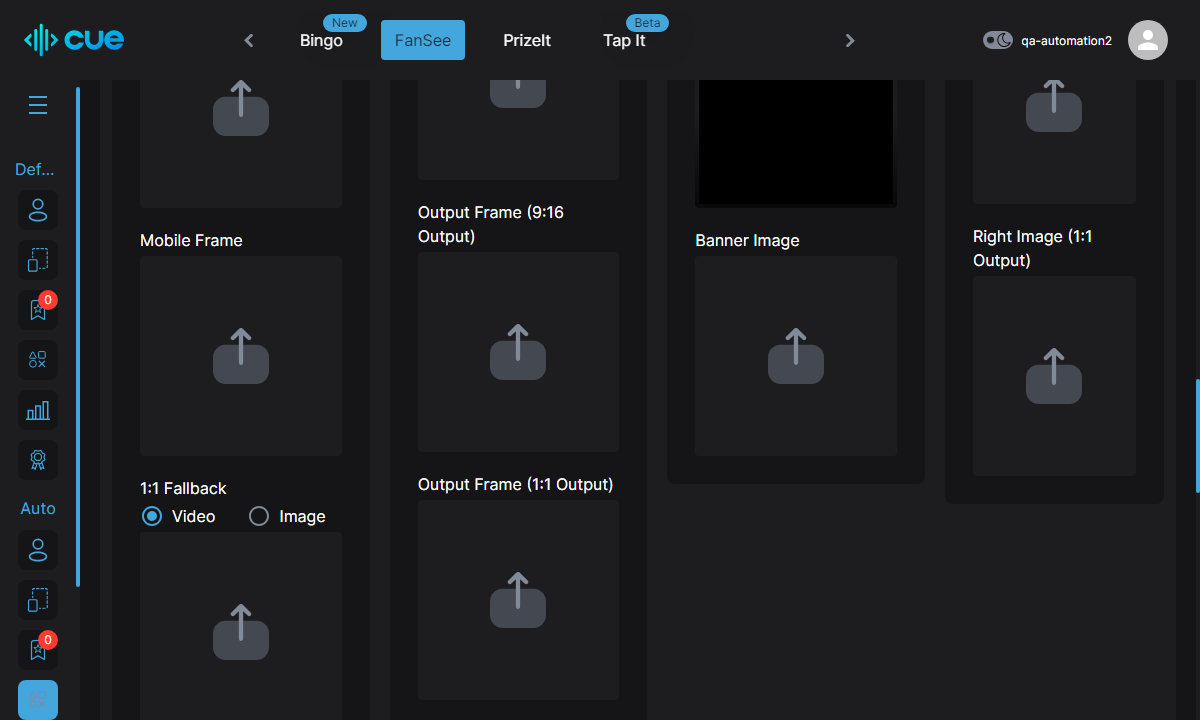 cue
Bingo
New
FanSee
PrizeIt
Tap It
Beta
qa-automation2
Def...
0
Auto
0
Mobile Frame
1:1 Fallback
Video
Image
Output Frame (9:16
Output)
Output Frame (1:1 Output)
Banner Image
Right Image (1:1
Output)